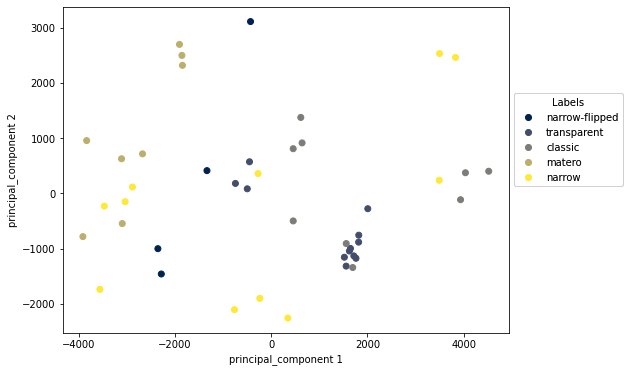 3000
2000
1000
0
−1000
−2000
principal_component 2
−4000 −2000 0 2000 4000
principal_component 1
Labels
narrow-flipped
transparent
classic
matero
narrow